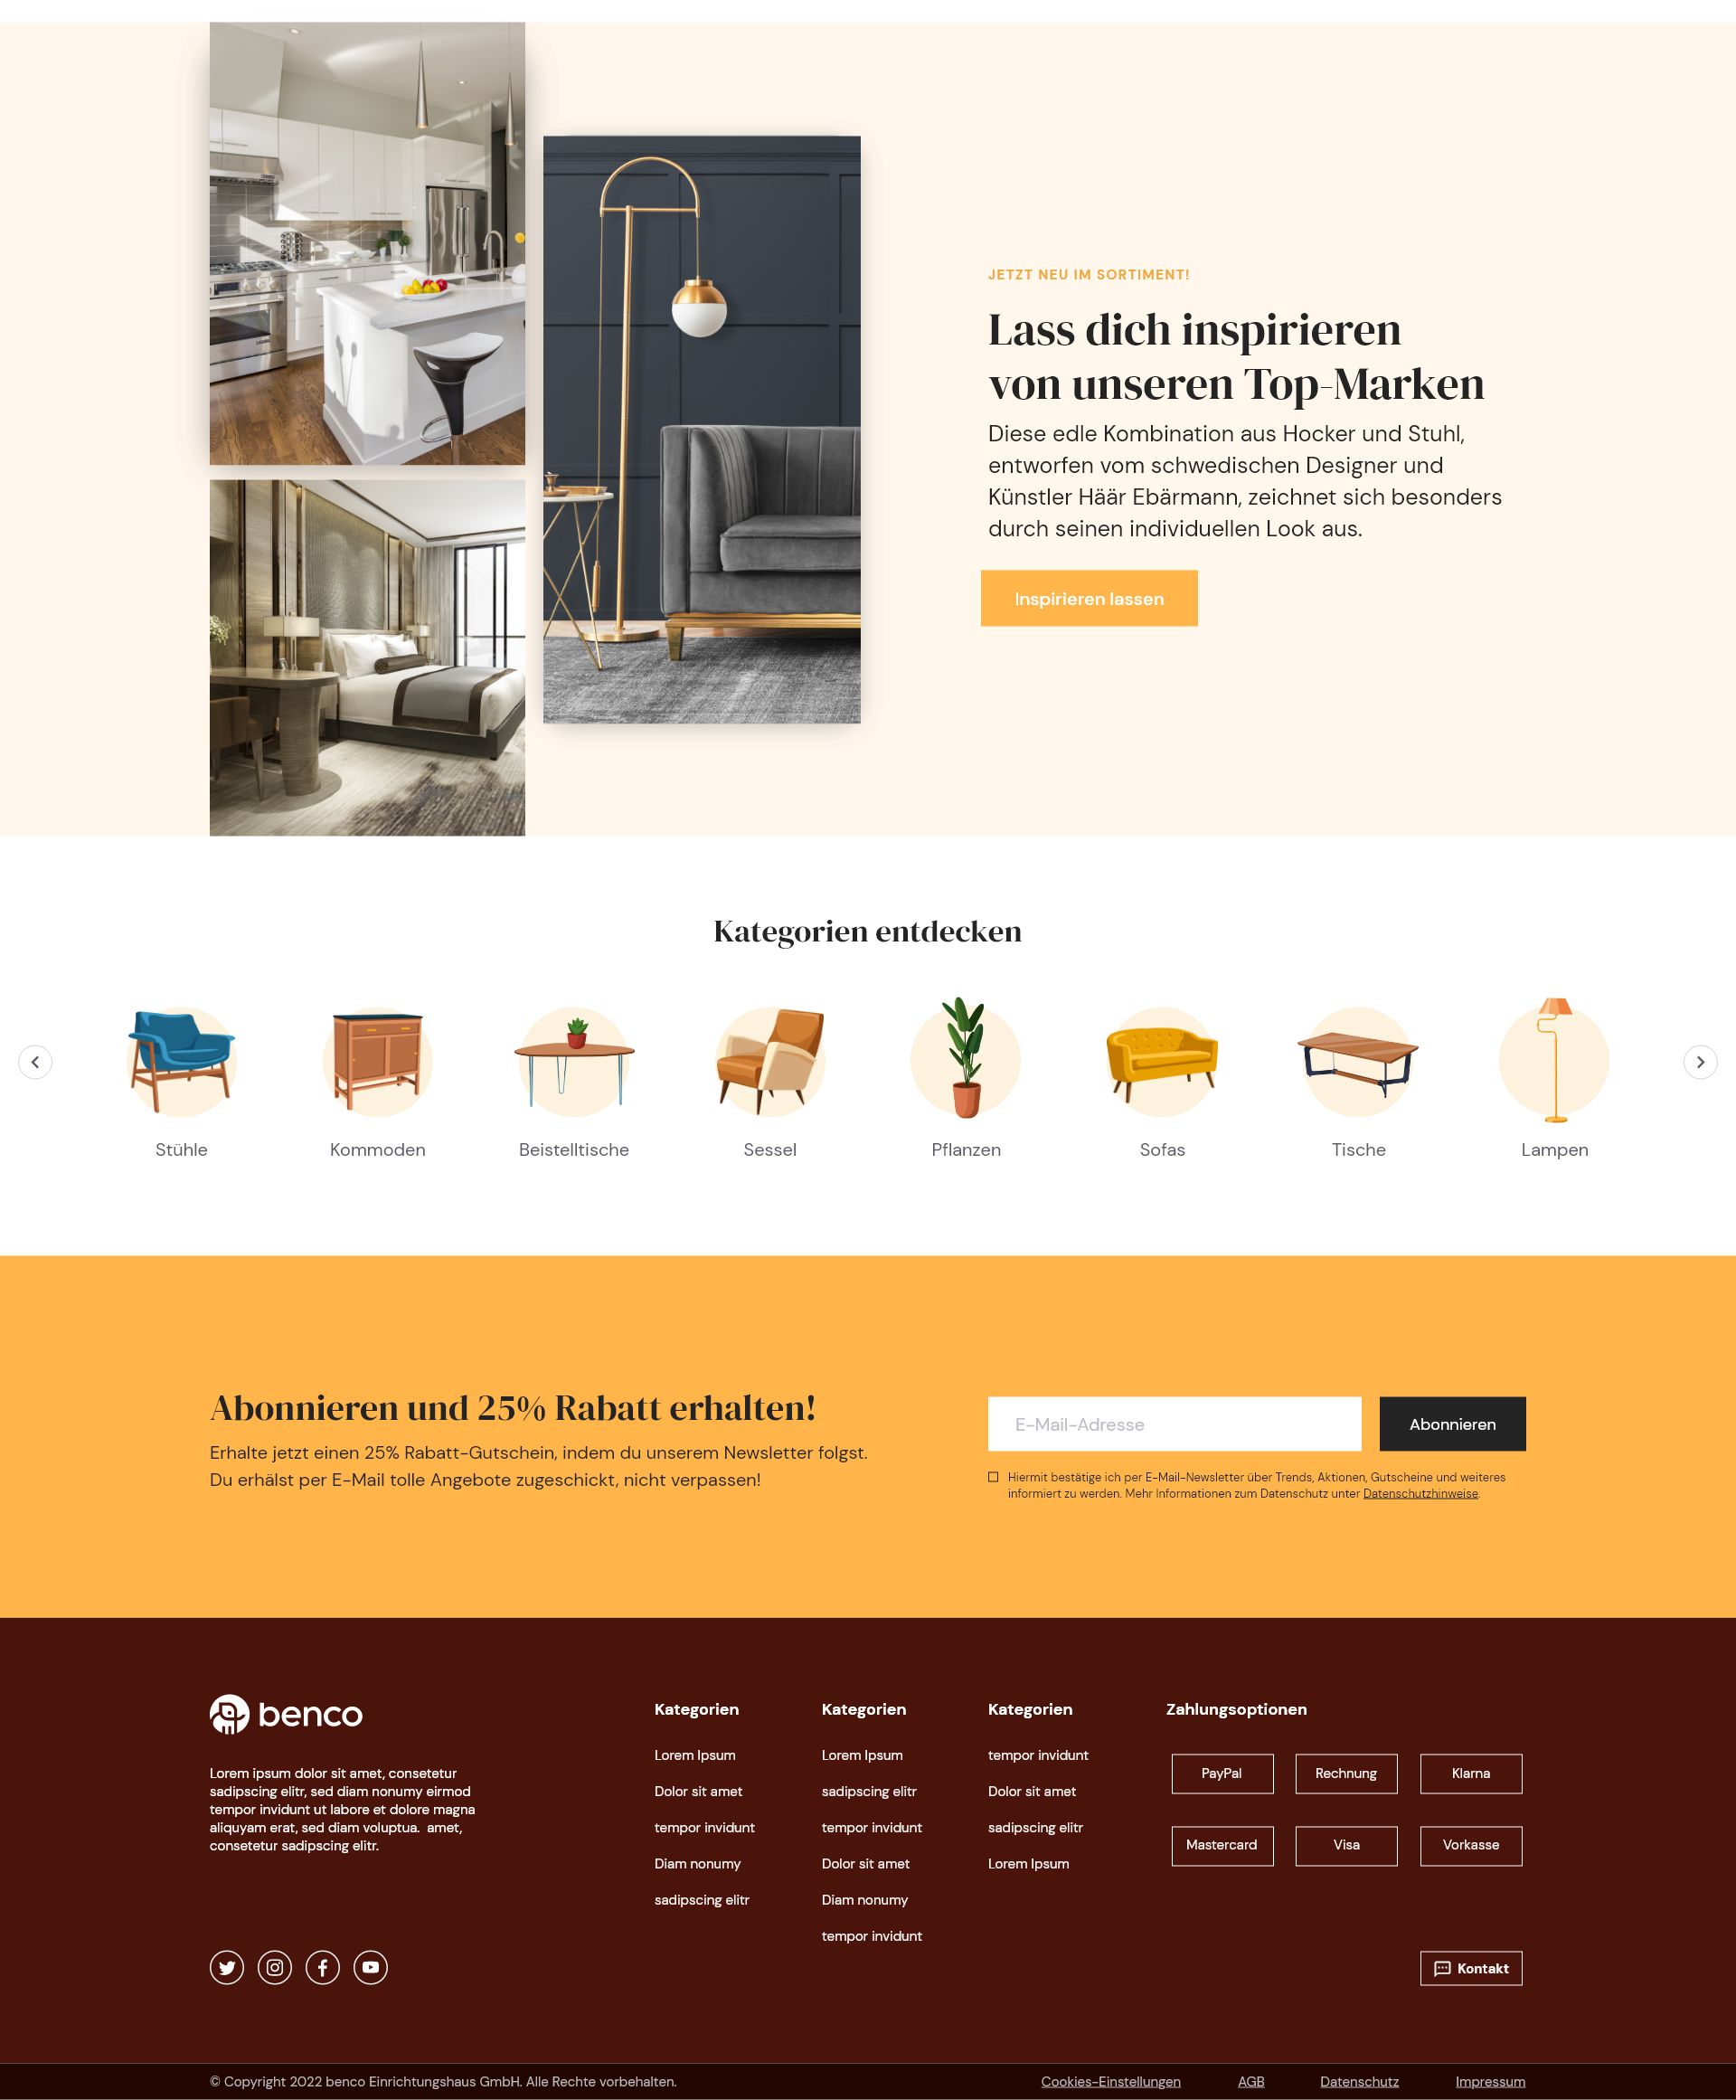 JETZT NEU IM SORTIMENT!
Lass dich inspirieren
von unseren Top-Marken
Diese edle Kombination aus Hocker und Stuhl,
entworfen vom schwedischen Designer und
Künstler Häär Ebärmann, zeichnet sich besonders
durch seinen individuellen Look aus.
Inspirieren lassen
Kategorien entdecken
Stühle
Kommoden
Beistelltische
Sessel
Pflanzen
Sofas
Tische
Lampen
Abonnieren und 25% Rabatt erhalten!
Erhalte jetzt einen 25% Rabatt-Gutschein, indem du unserem Newsletter folgst.
Du erhälst per E-Mail tolle Angebote zugeschickt, nicht verpassen!
E-Mail-Adresse
Abonnieren
Hiermit bestätige ich per E-Mail-Newsletter über Trends, Aktionen, Gutscheine und weiteres
informiert zu werden. Mehr Informationen zum Datenschutz unter Datenschutzhinweise.
benco
Lorem ipsum dolor sit amet, consetetur
sadipscing elitr, sed diam nonumy eirmod
tempor invidunt ut labore et dolore magna
aliquyam erat, sed diam voluptua.  amet,
consetetur sadipscing elitr.
Kategorien
Lorem Ipsum
Dolor sit amet
tempor invidunt
Diam nonumy
sadipscing elitr
Kategorien
Lorem Ipsum
sadipscing elitr
tempor invidunt
Dolor sit amet
Diam nonumy
tempor invidunt
Kategorien
tempor invidunt
Dolor sit amet
sadipscing elitr
Lorem Ipsum
Zahlungsoptionen
PayPal
Rechnung
Klarna
Mastercard
Visa
Vorkasse
Kontakt
© Copyright 2022 benco Einrichtungshaus GmbH. Alle Rechte vorbehalten.
Cookies-Einstellungen
AGB
Datenschutz
Impressum